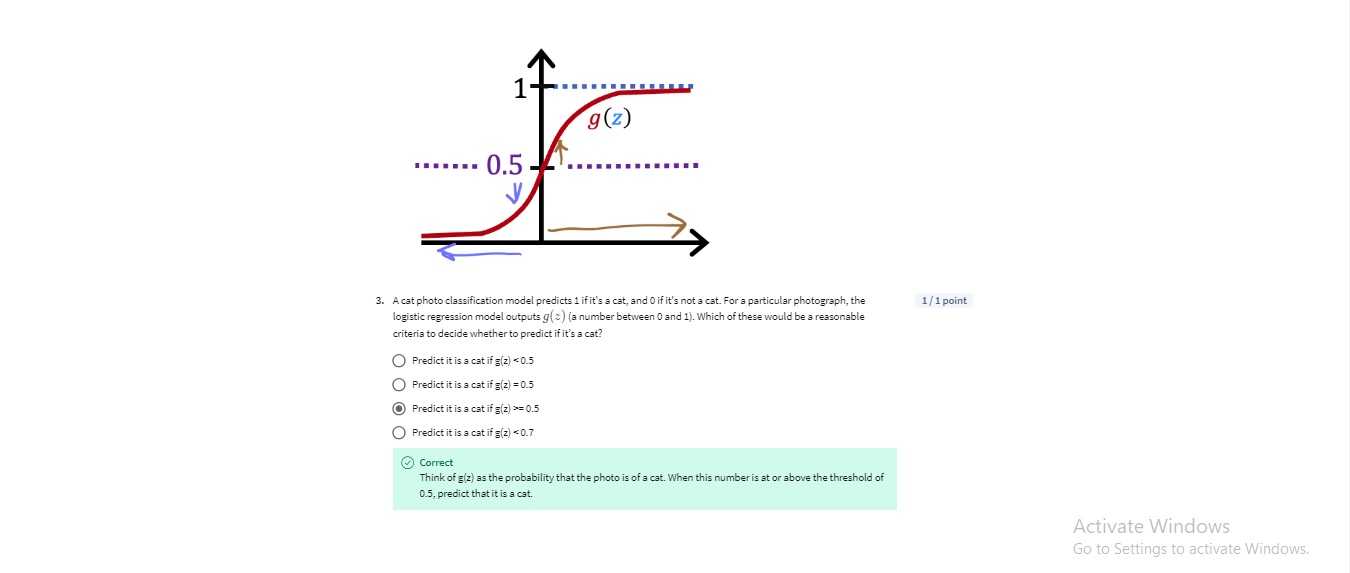 1
g(z)
0.5
3. A cat photo classification model predicts 1 if it's a cat, and 0 if it's not a cat. For a particular photograph, the
1 / 1 point
logistic regression model outputs g(z) (a number between 0 and 1). Which of these would be a reasonable
criteria to decide whether to predict if it's a cat?
Predict it is a cat if g(z) < 0.5
Predict it is a cat if g(z) = 0.5
Predict it is a cat if g(z) >= 0.5
Predict it is a cat if g(z) < 0.7
Correct
Think of g(z) as the probability that the photo is of a cat. When this number is at or above the threshold of
0.5, predict that it is a cat.
Activate Windows
Go to Settings to activate Windows.